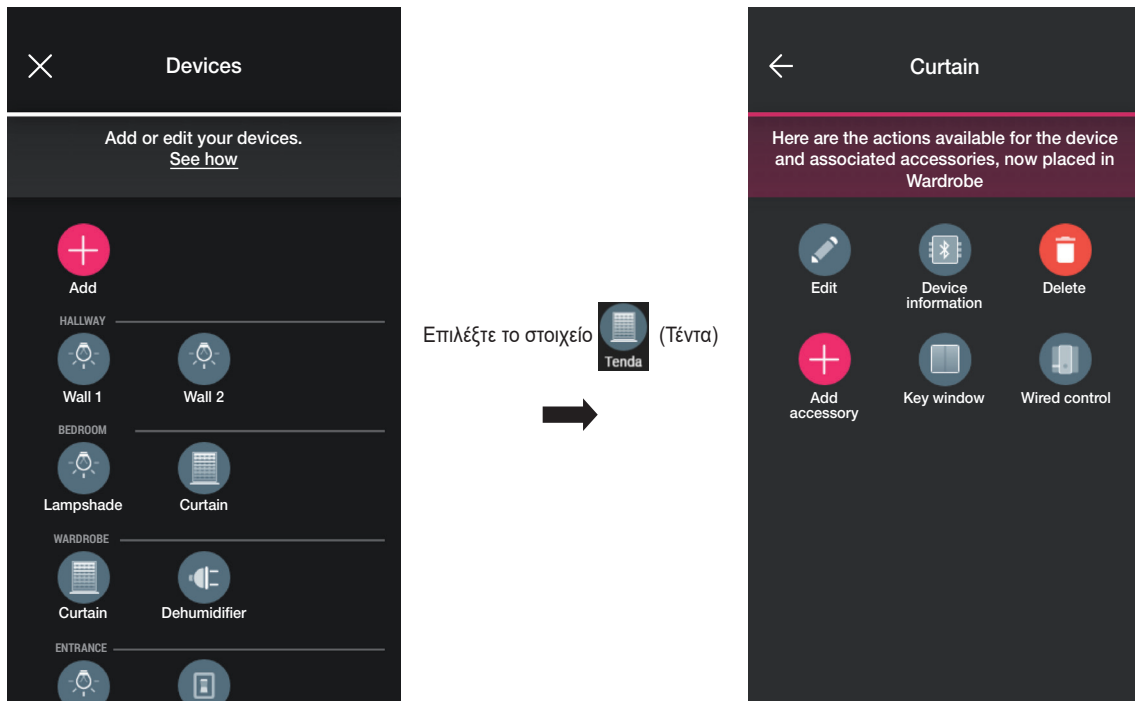 Devices
Add or edit your devices.
See how
Add
HALLWAY
Wall 1
Wall 2
BEDROOM
Lampshade
Curtain
WARDROBE
Curtain
Dehumidifier
ENTRANCE
Επιλέξτε το στοιχείο
Tenda
(Τέντα)
Curtain
Here are the actions available for the device
and associated accessories, now placed in
Wardrobe
Edit
Device
information
Delete
Add
accessory
Key window
Wired control